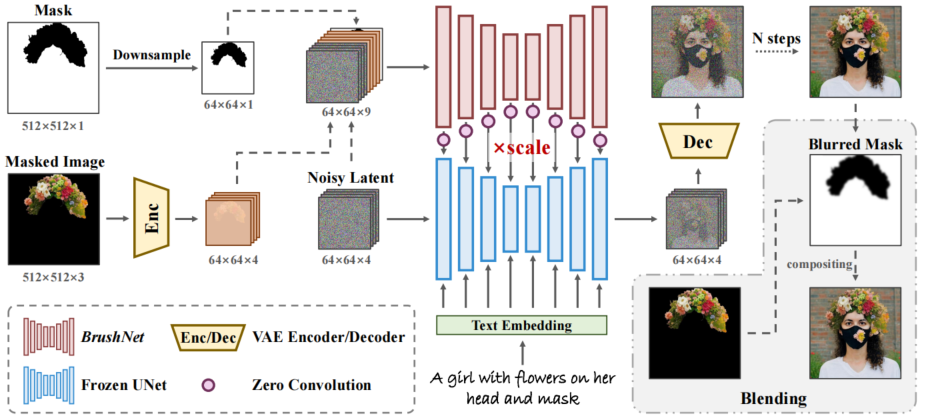 Mask
Downsample
512×512×1
64×64×1
64×64×9
Masked Image
Enc
Noisy Latent
512×512×3
64×64×4
64×64×4
×scale
Text Embedding
A girl with flowers on her
head and mask
Dec
64×64×4
N steps
Blurred Mask
compositing
Blending
BrushNet
Enc/Dec
VAE Encoder/Decoder
Frozen UNet
Zero Convolution